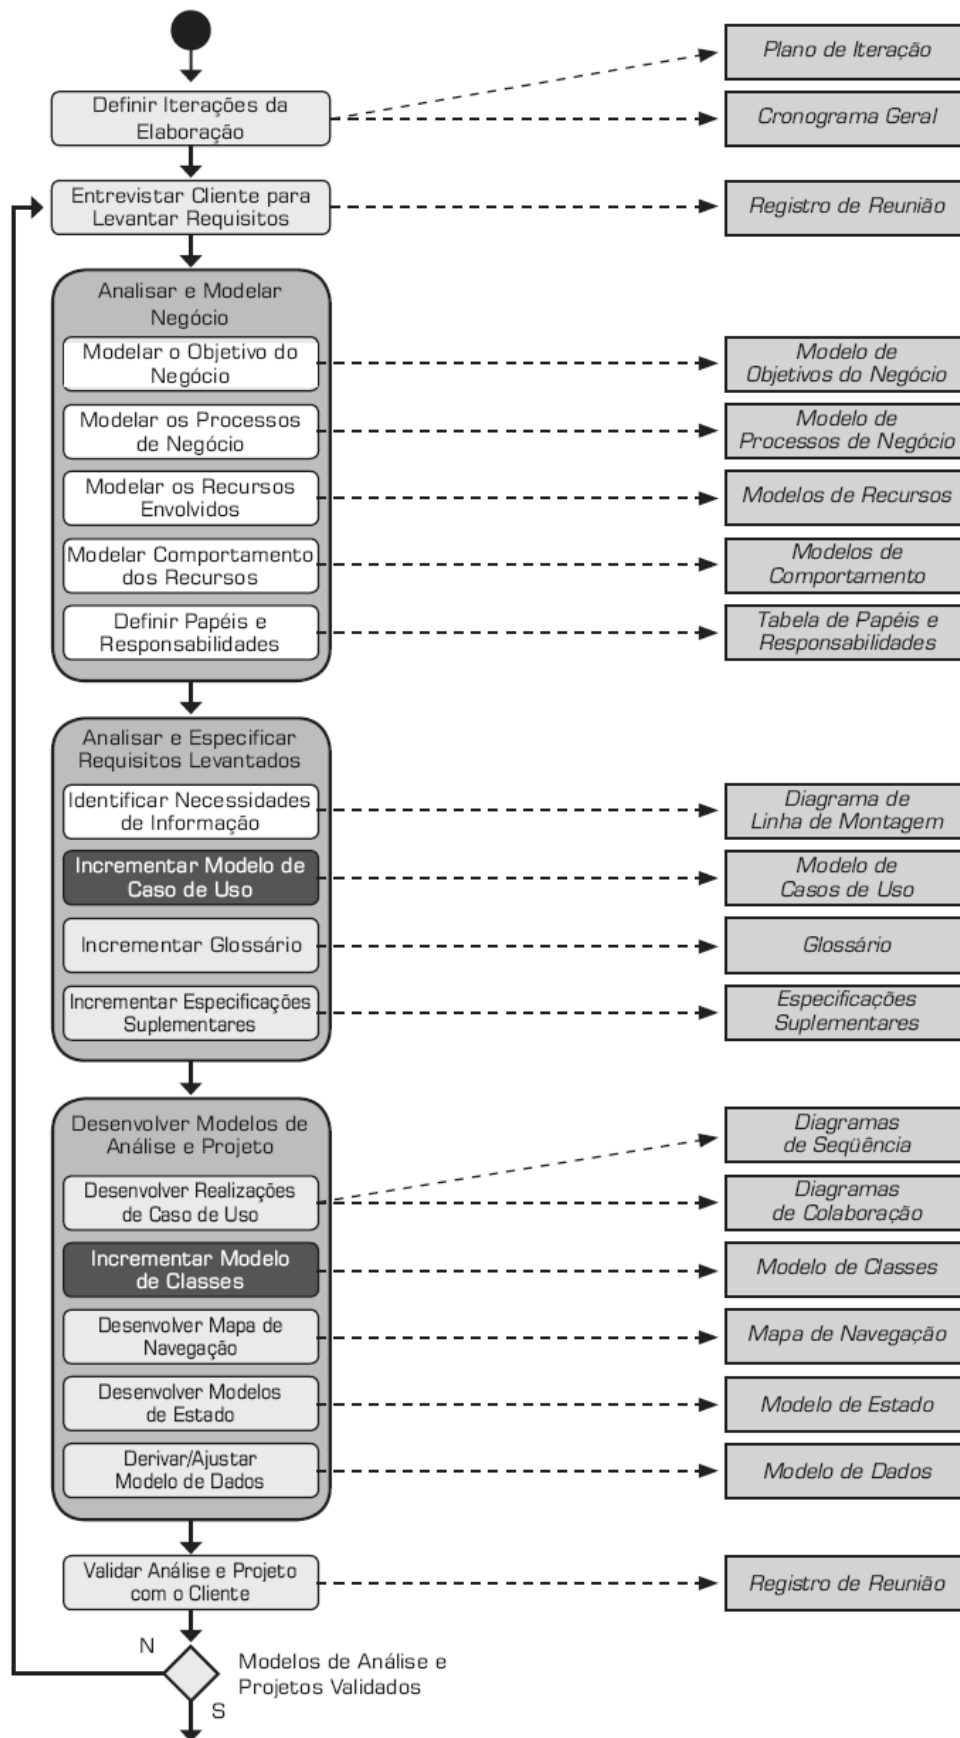 Definir Iterações da
Elaboração
Plano de Iteração
Cronograma Geral
Entrevistar Cliente para
Levantar Requisitos
Registro de Reunião
Analisar e Modelar
Negócio
Modelar o Objetivo do
Negócio
Modelo de
Objetivos do Negócio
Modelar os Processos
de Negócio
Modelo de
Processos de Negócio
Modelar os Recursos
Envolvidos
Modelos de Recursos
Modelar Comportamento
dos Recursos
Modelos de
Comportamento
Definir Papéis e
Responsabilidades
Tabela de Papéis e
Responsabilidades
Analisar e Especificar
Requisitos Levantados
Identificar Necessidades
de Informação
Diagrama de
Linha de Montagem
Incrementar Modelo de
Caso de Uso
Modelo de
Casos de Uso
Incrementar Glossário
Glossário
Incrementar Especificações
Suplementares
Especificações
Suplementares
Desenvolver Modelos de
Análise e Projeto
Desenvolver Realizações
de Caso de Uso
Diagramas
de Seqüência
Diagramas
de Colaboração
Incrementar Modelo
de Classes
Modelo de Classes
Desenvolver Mapa de
Navegação
Mapa de Navegação
Desenvolver Modelos
de Estado
Modelo de Estado
Derivar/Ajustar
Modelo de Dados
Modelo de Dados
Validar Análise e Projeto
com o Cliente
Registro de Reunião
N
Modelos de Análise e
Projetos Validados
S